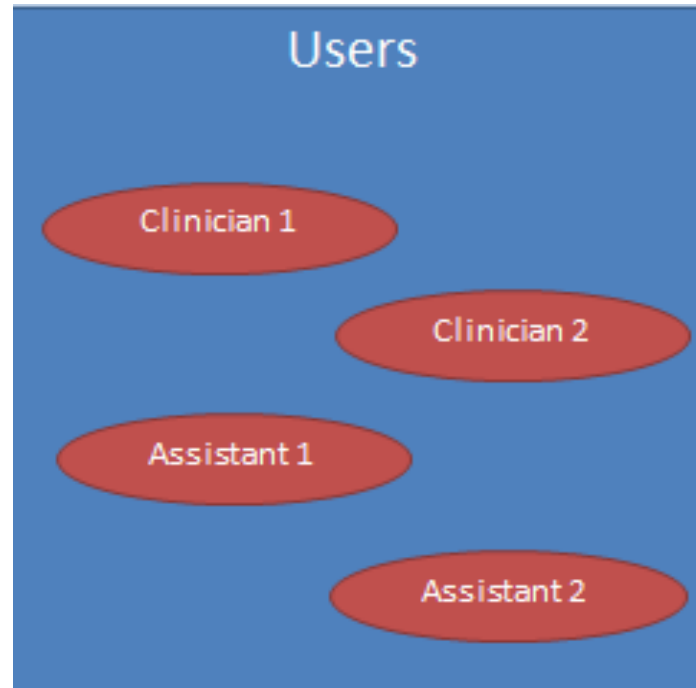 Users
Clinician 1
Clinician 2
Assistant 1
Assistant 2